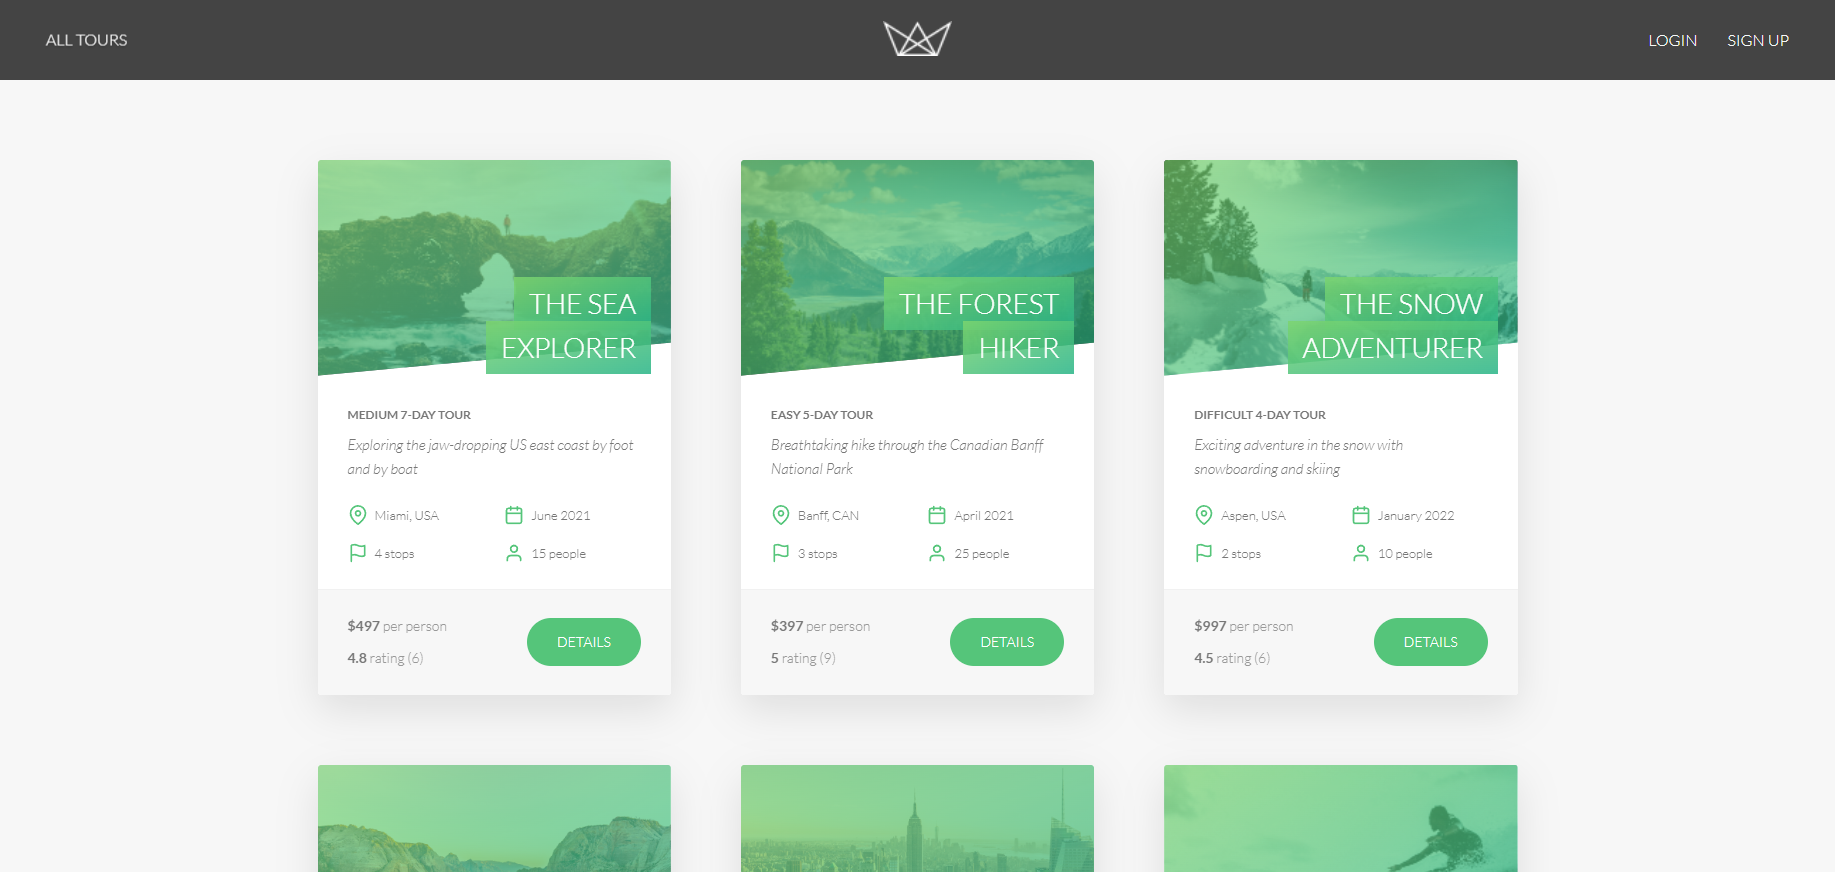 ALL TOURS
LOGIN
SIGN UP
THE SEA
EXPLORER
MEDIUM 7-DAY TOUR
Exploring the jaw-dropping US east coast by foot
and by boat
Miami, USA
June 2021
4 stops
15 people
$497 per person
4.8 rating (6)
DETAILS
THE FOREST
HIKER
EASY 5-DAY TOUR
Breathtaking hike through the Canadian Banff
National Park
Banff, CAN
April 2021
3 stops
25 people
$397 per person
5 rating (9)
DETAILS
THE SNOW
ADVENTURER
DIFFICULT 4-DAY TOUR
Exciting adventure in the snow with
snowboarding and skiing
Aspen, USA
January 2022
2 stops
10 people
$997 per person
4.5 rating (6)
DETAILS